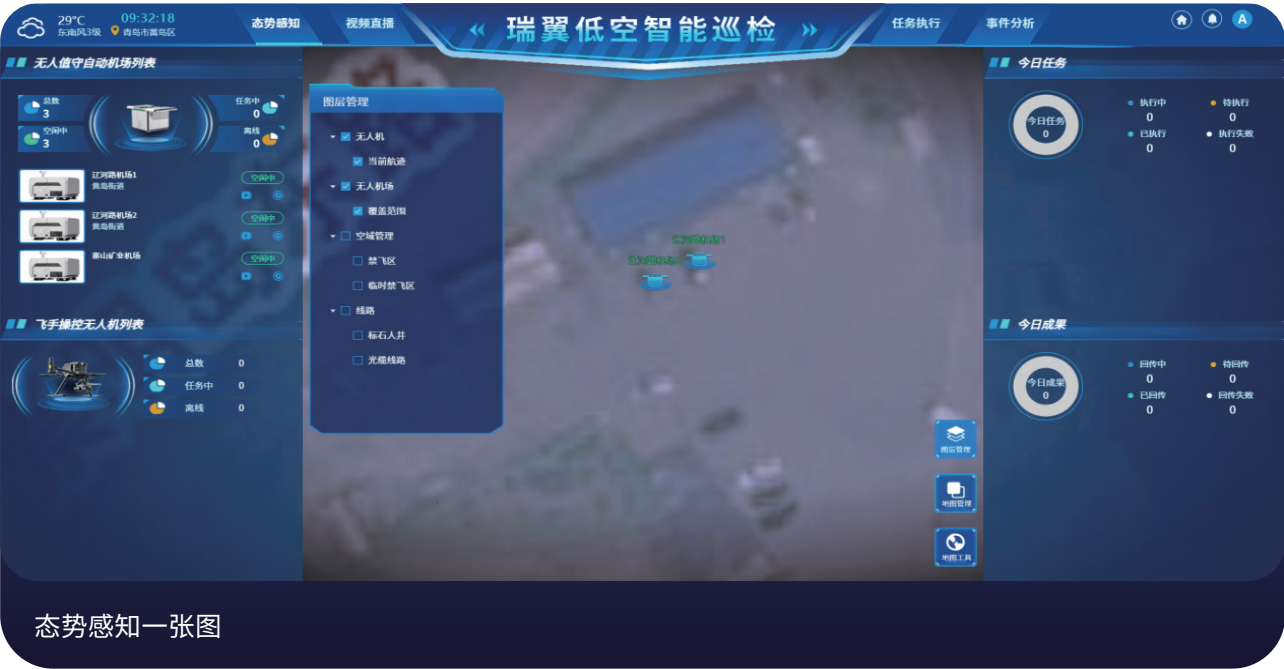 29°C
东南风3级
09:32:18
青岛市黄岛区
态势感知
视频直播
瑞翼低空智能巡检
任务执行
事件分析
A
无人值守自动机场列表
总数
3
任务中
0
空闲中
3
离线
0
辽河路机场1
黄岛街道
空闲中
辽河路机场2
黄岛街道
空闲中
寨山矿业机场
空闲中
飞手操控无人机列表
总数 0
任务中 0
离线 0
图层管理
无人机
当前航迹
无人机场
覆盖范围
空域管理
禁飞区
临时禁飞区
线路
标石人井
光缆线路
辽河路机场1
图层管理
地图管理
地图工具
今日任务
今日任务
0
执行中
0
待执行
0
已执行
0
执行失败
0
今日成果
今日成果
0
回传中
0
待回传
0
已回传
0
回传失败
0
态势感知一张图